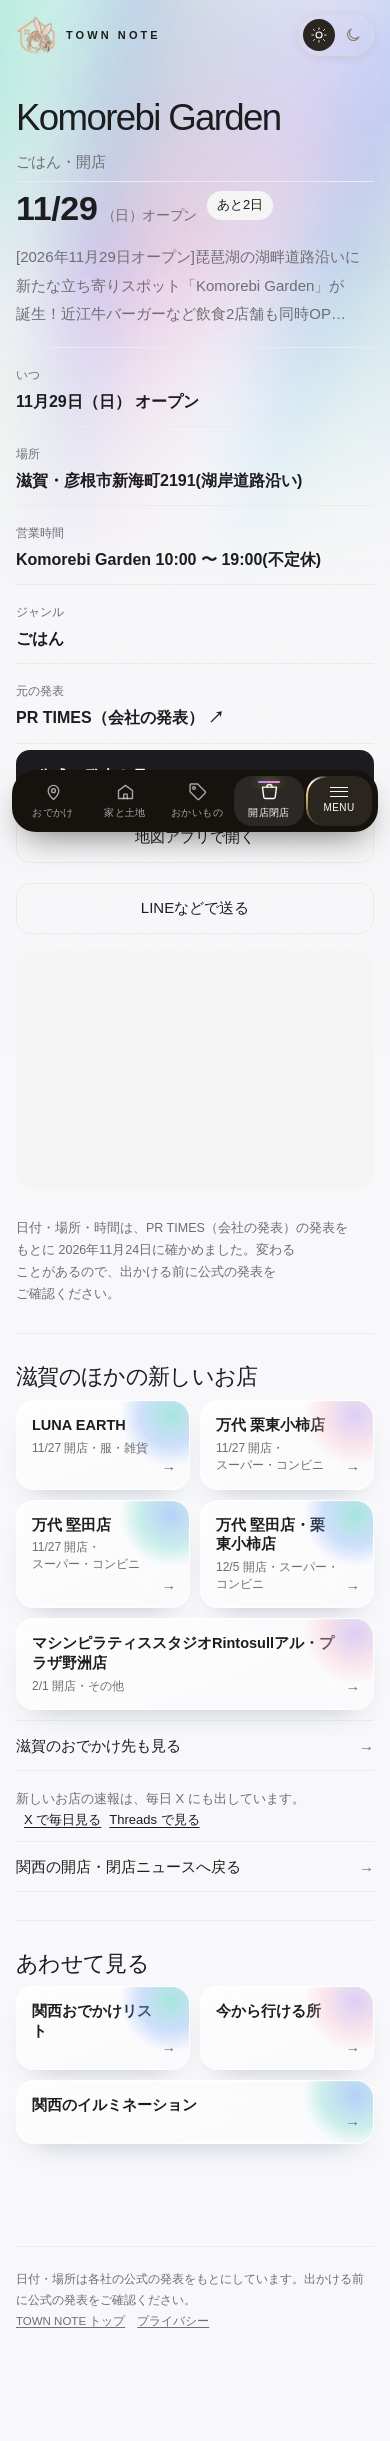 TOWN NOTE
Komorebi Garden
ごはん・開店
11/29 （日）オープン あと2日
[2026年11月29日オープン]琵琶湖の湖畔道路沿いに
新たな立ち寄りスポット「Komorebi Garden」が
誕生！近江牛バーガーなど飲食2店舗も同時OP…
いつ
11月29日（日） オープン
場所
滋賀・彦根市新海町2191(湖岸道路沿い)
営業時間
Komorebi Garden 10:00 〜 19:00(不定休)
ジャンル
ごはん
元の発表
PR TIMES（会社の発表） ↗
おでかけ
家と土地
おかいもの
開店閉店
MENU
地図アプリで開く
LINEなどで送る
日付・場所・時間は、PR TIMES（会社の発表）の発表を
もとに 2026年11月24日に確かめました。変わる
ことがあるので、出かける前に公式の発表を
ご確認ください。
滋賀のほかの新しいお店
LUNA EARTH
11/27 開店・服・雑貨
→
万代 栗東小柿店
11/27 開店・
スーパー・コンビニ
→
万代 堅田店
11/27 開店・
スーパー・コンビニ
→
万代 堅田店・栗
東小柿店
12/5 開店・スーパー・
コンビニ
→
マシンピラティススタジオRintosullアル・プ
ラザ野洲店
2/1 開店・その他
→
滋賀のおでかけ先も見る →
新しいお店の速報は、毎日 X にも出しています。
X で毎日見る Threads で見る
関西の開店・閉店ニュースへ戻る →
あわせて見る
関西おでかけリス
ト
→
今から行ける所
→
関西のイルミネーション
→
日付・場所は各社の公式の発表をもとにしています。出かける前
に公式の発表をご確認ください。
TOWN NOTE トップ プライバシー